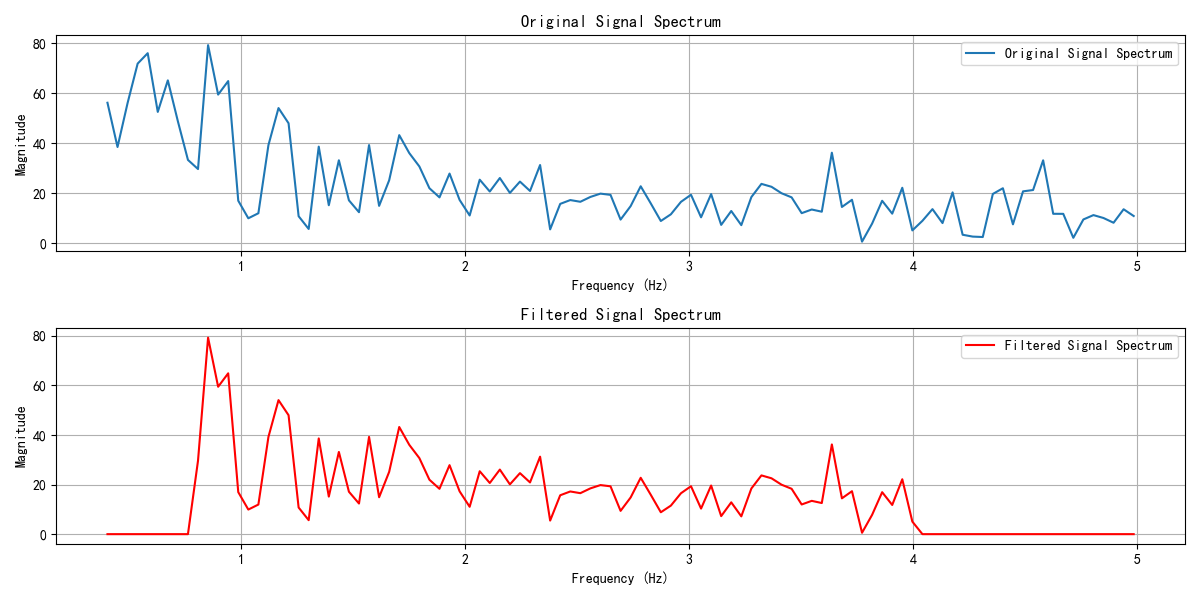 Original Signal Spectrum
Original Signal Spectrum
Magnitude
80
60
40
20
0
1 2 3 4 5
Frequency (Hz)
Filtered Signal Spectrum
Filtered Signal Spectrum
Magnitude
80
60
40
20
0
1 2 3 4 5
Frequency (Hz)